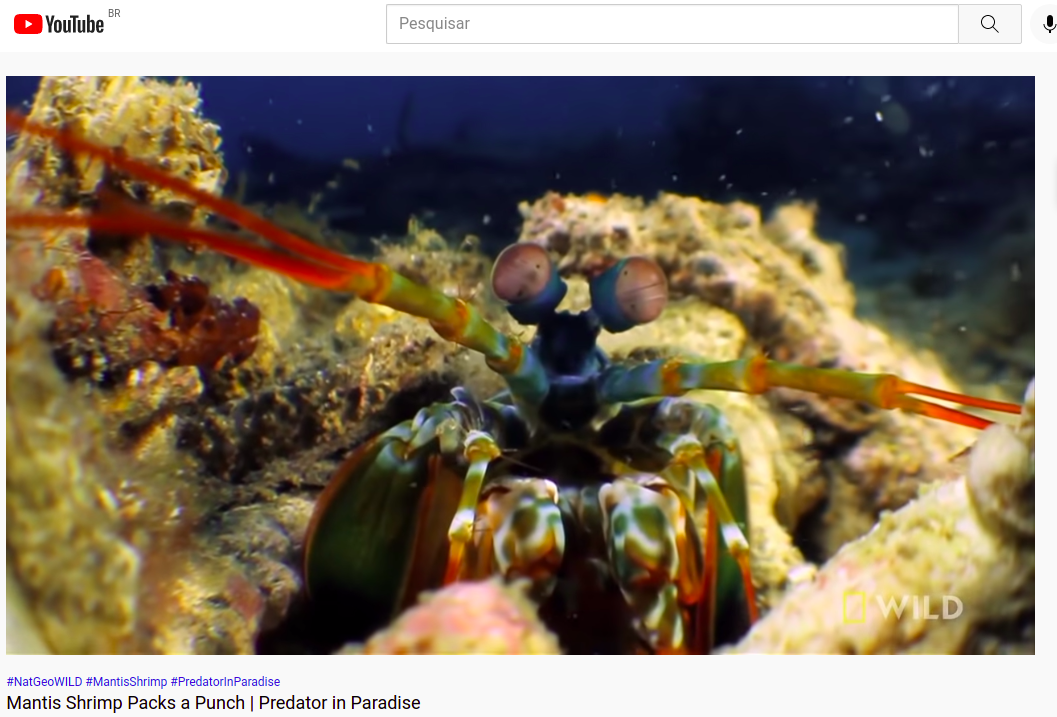 YouTube BR
Pesquisar
WILD
#NatGeoWILD #MantisShrimp #PredatorInParadise
Mantis Shrimp Packs a Punch | Predator in Paradise